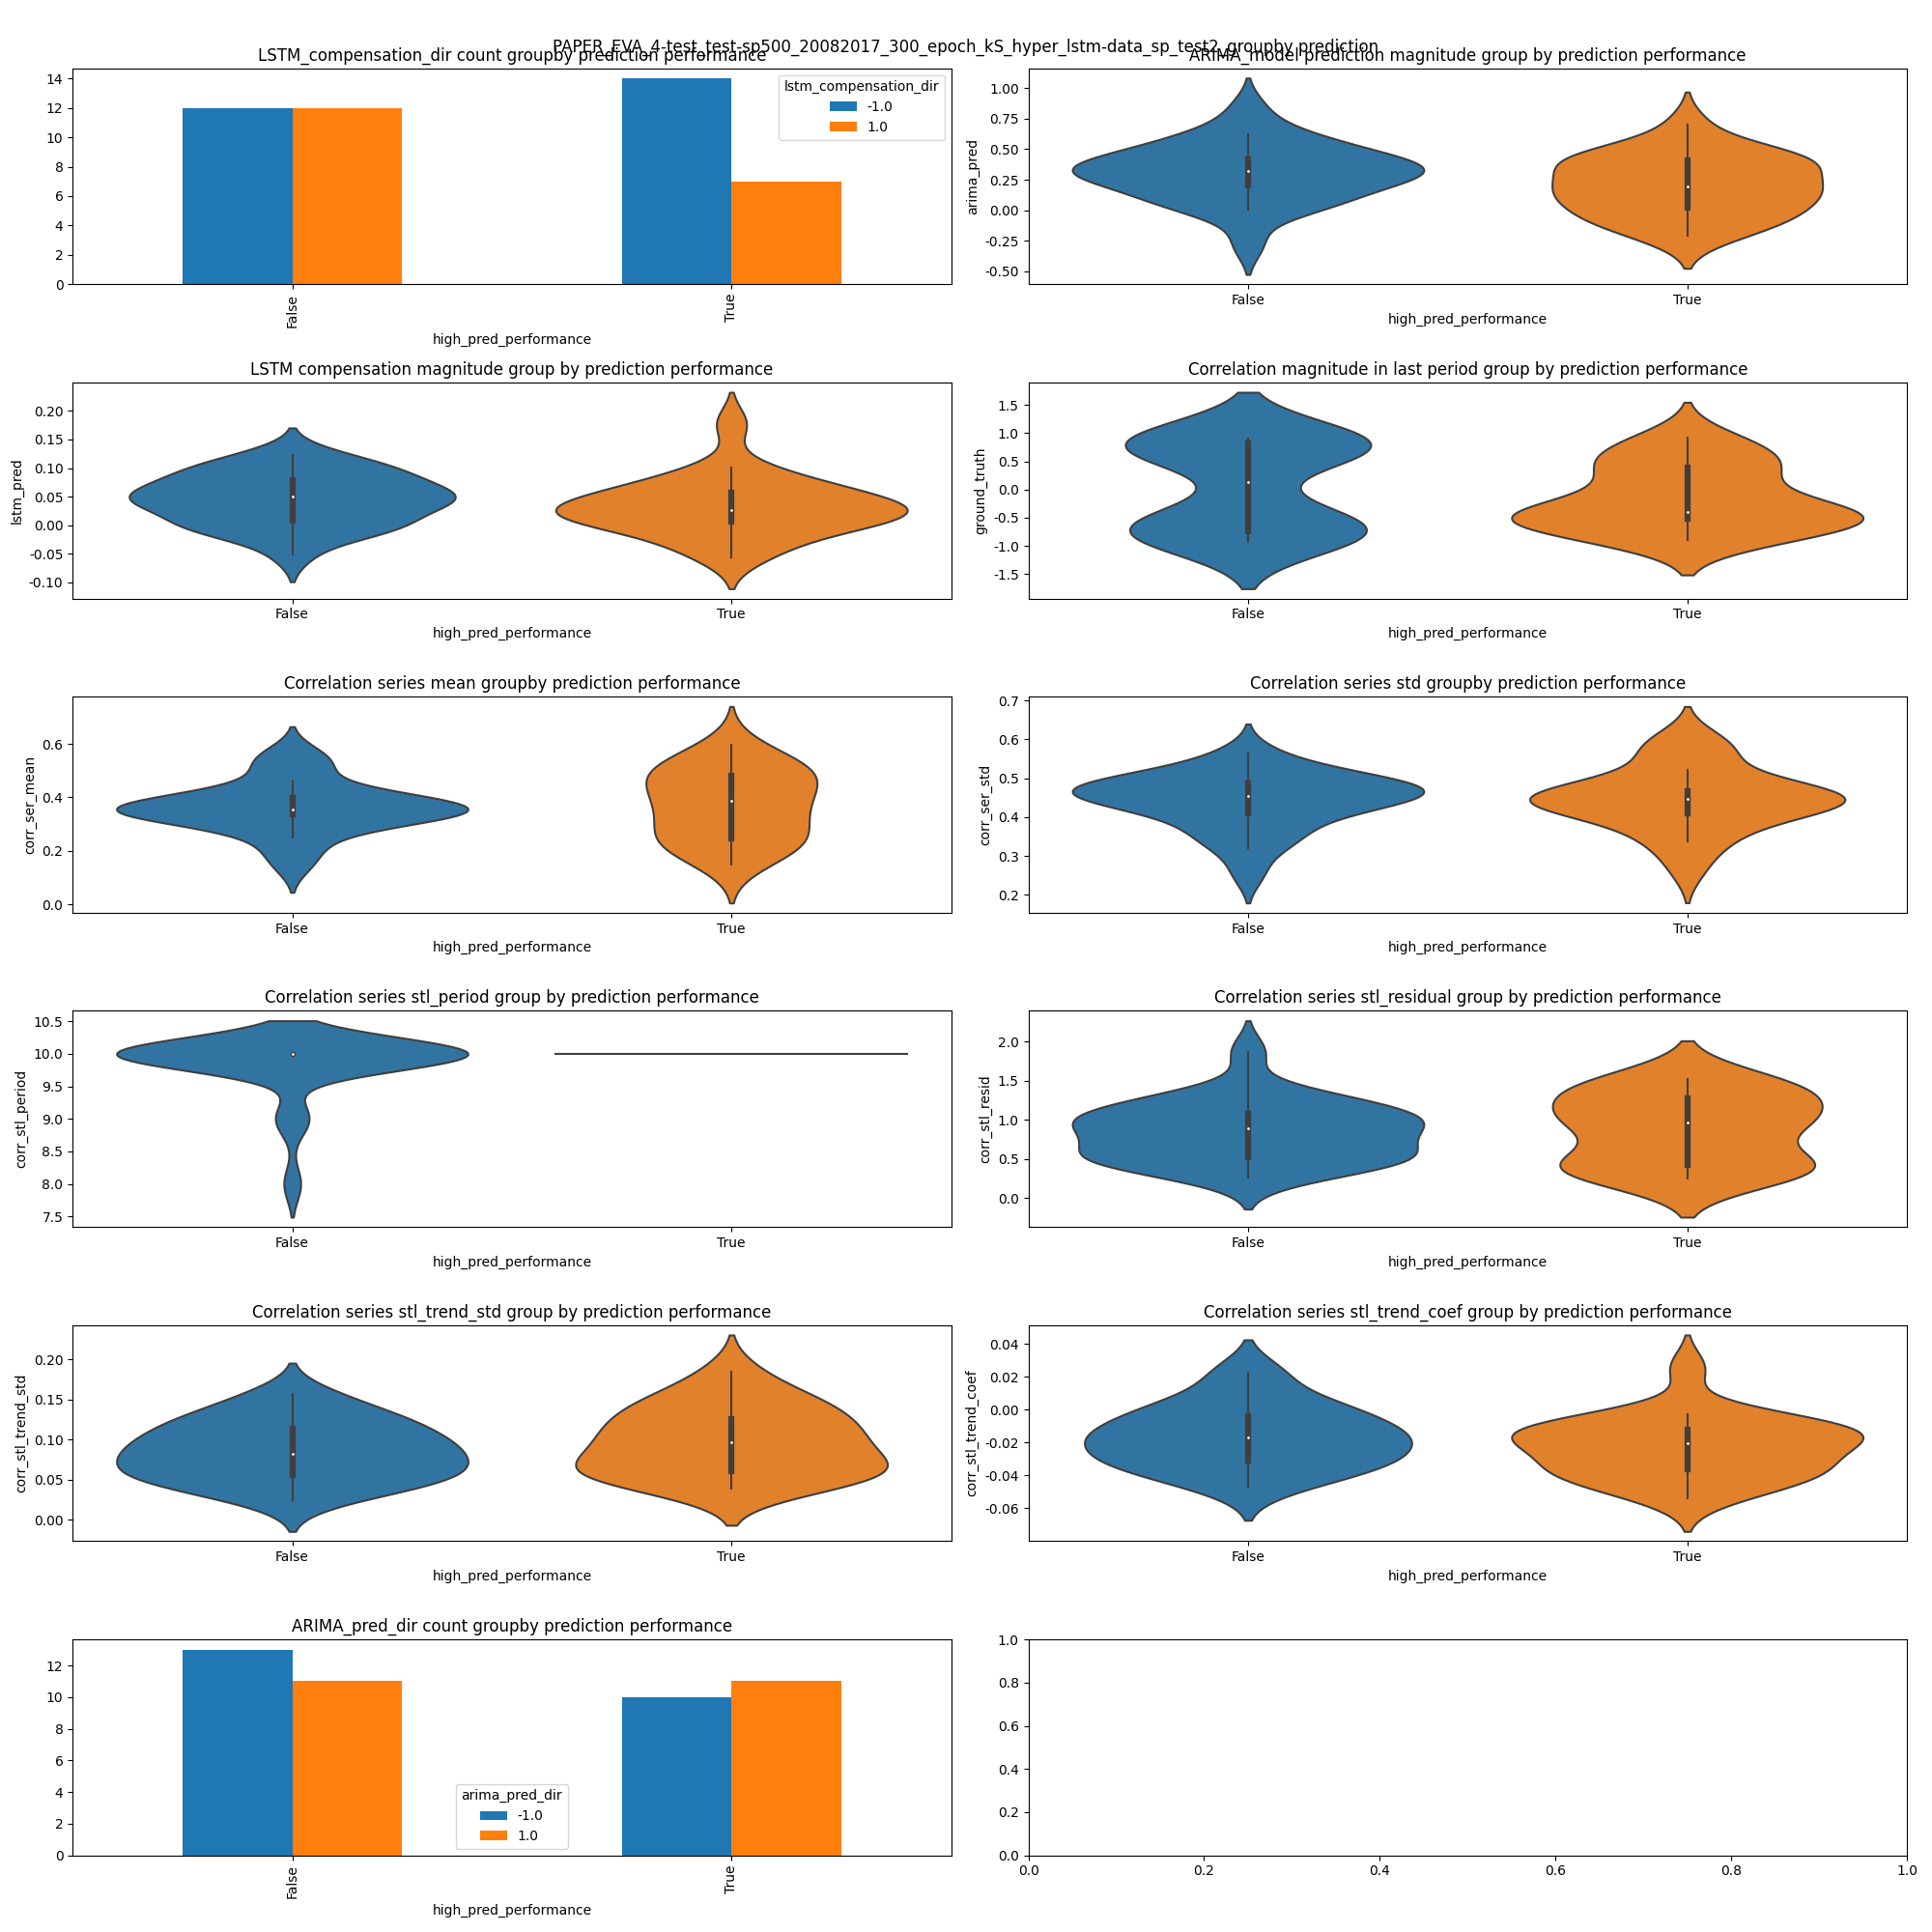 PAPER_EVA_4-test_test-sp500_20082017_300_epoch_kS_hyper_lstm-data_sp_test2_groupby prediction
LSTM_compensation_dir count groupby prediction performance
14
12
10
8
6
4
2
0
lstm_compensation_dir
-1.0
1.0
False
True
high_pred_performance
ARIMA_model prediction magnitude group by prediction performance
arima_pred
1.00
0.75
0.50
0.25
0.00
-0.25
-0.50
False
True
high_pred_performance
LSTM compensation magnitude group by prediction performance
lstm_pred
0.20
0.15
0.10
0.05
0.00
-0.05
-0.10
False
True
high_pred_performance
Correlation magnitude in last period group by prediction performance
ground_truth
1.5
1.0
0.5
0.0
-0.5
-1.0
-1.5
False
True
high_pred_performance
Correlation series mean groupby prediction performance
corr_ser_mean
0.6
0.4
0.2
0.0
False
True
high_pred_performance
Correlation series std groupby prediction performance
corr_ser_std
0.7
0.6
0.5
0.4
0.3
0.2
False
True
high_pred_performance
Correlation series stl_period group by prediction performance
corr_stl_period
10.5
10.0
9.5
9.0
8.5
8.0
7.5
False
True
high_pred_performance
Correlation series stl_residual group by prediction performance
corr_stl_resid
2.0
1.5
1.0
0.5
0.0
False
True
high_pred_performance
Correlation series stl_trend_std group by prediction performance
corr_stl_trend_std
0.20
0.15
0.10
0.05
0.00
False
True
high_pred_performance
Correlation series stl_trend_coef group by prediction performance
corr_stl_trend_coef
0.04
0.02
0.00
-0.02
-0.04
-0.06
False
True
high_pred_performance
ARIMA_pred_dir count groupby prediction performance
12
10
8
6
4
2
0
arima_pred_dir
-1.0
1.0
False
True
high_pred_performance
1.0
0.8
0.6
0.4
0.2
0.0
0.0
0.2
0.4
0.6
0.8
1.0